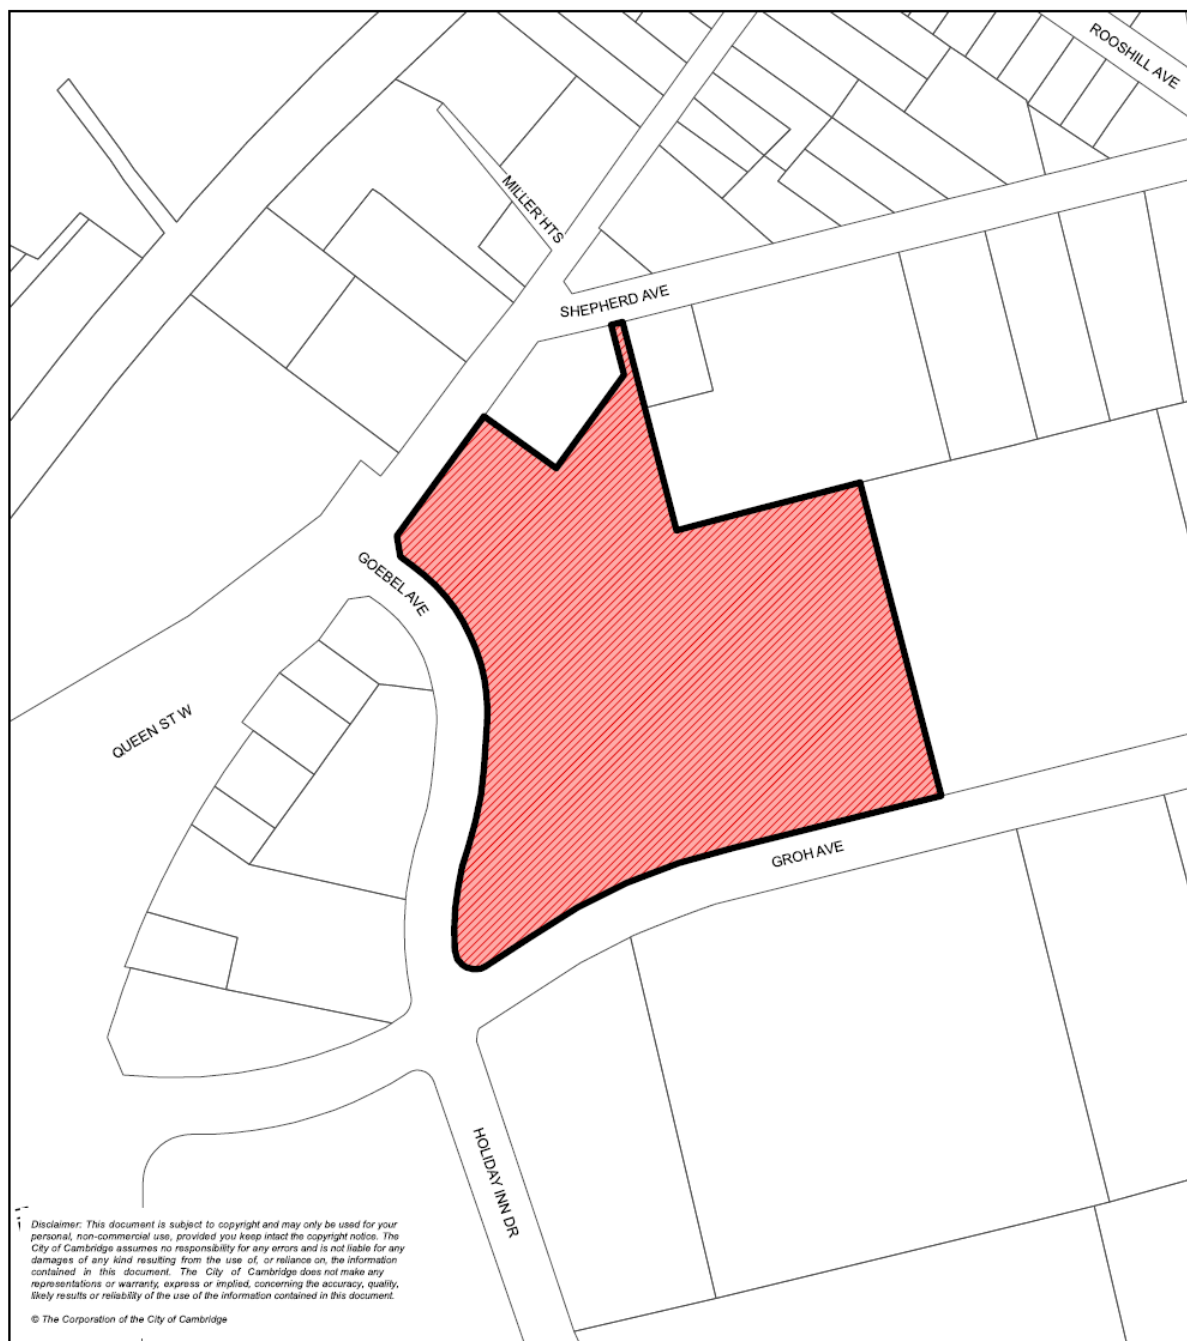 ROOSHILL AVE
MILLER HTS
SHEPHERD AVE
GOEBEL AVE
QUEEN ST W
GROH AVE
HOLIDAY INN DR
Disclaimer: This document is subject to copyright and may only be used for your
personal, non-commercial use, provided you keep intact the copyright notice. The
City of Cambridge assumes no responsibility for any errors and is not liable for any
damages of any kind resulting from the use of, or reliance on, the information
contained in this document. The City of Cambridge does not make any
representations or warranty, express or implied, concerning the accuracy, quality,
likely results or reliability of the use of the information contained in this document.
© The Corporation of the City of Cambridge